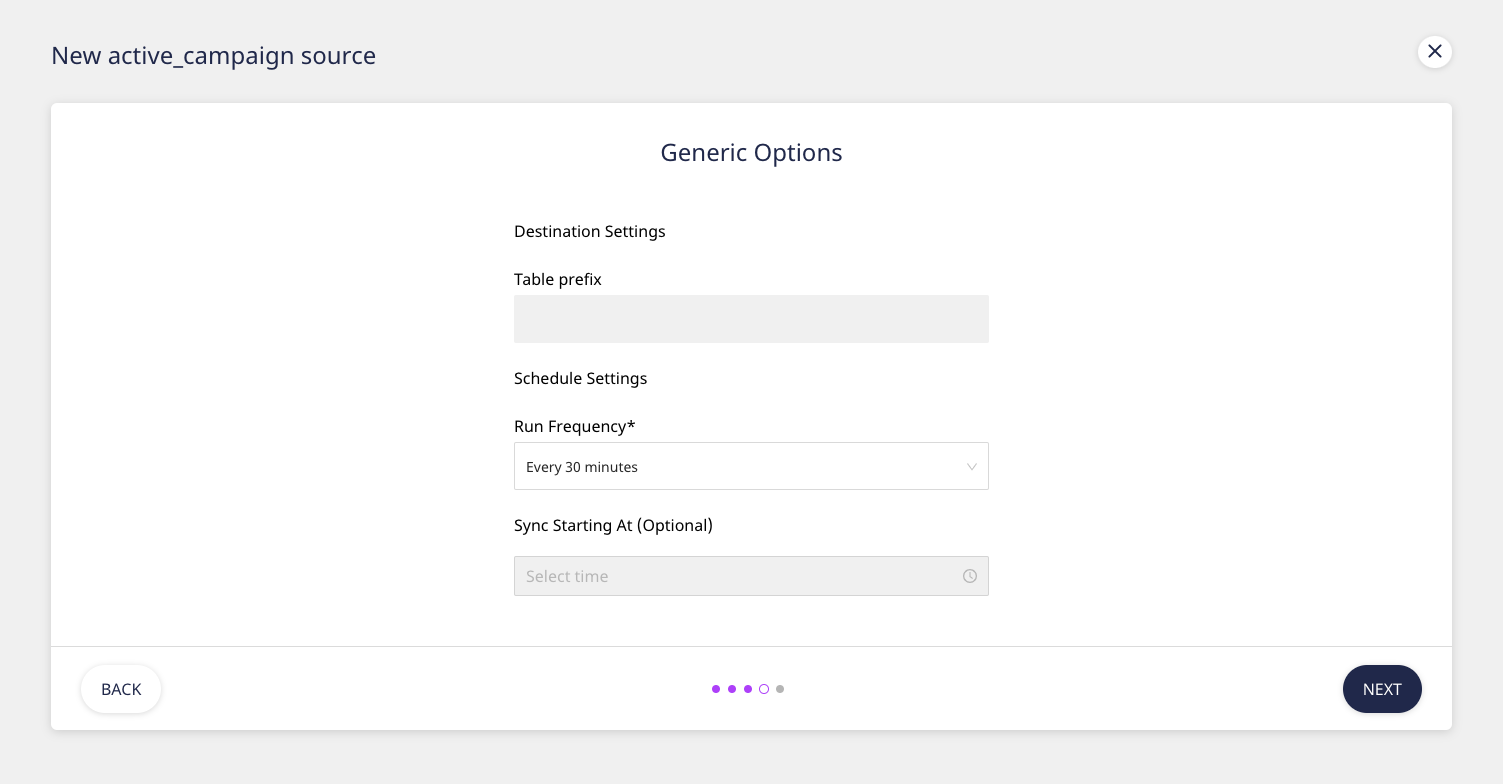 New active_campaign source
Generic Options
Destination Settings
Table prefix
Schedule Settings
Run Frequency*
Every 30 minutes
Sync Starting At (Optional)
Select time
BACK
NEXT